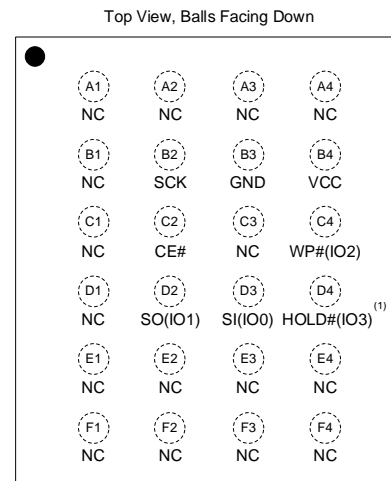 Top View, Balls Facing Down
A1 A2 A3 A4
NC NC NC NC
B1 B2 B3 B4
NC SCK GND VCC
C1 C2 C3 C4
NC CE# NC WP#(IO2)
D1 D2 D3 D4
NC SO(IO1) SI(IO0) HOLD#(IO3) (1)
E1 E2 E3 E4
NC NC NC NC
F1 F2 F3 F4
NC NC NC NC